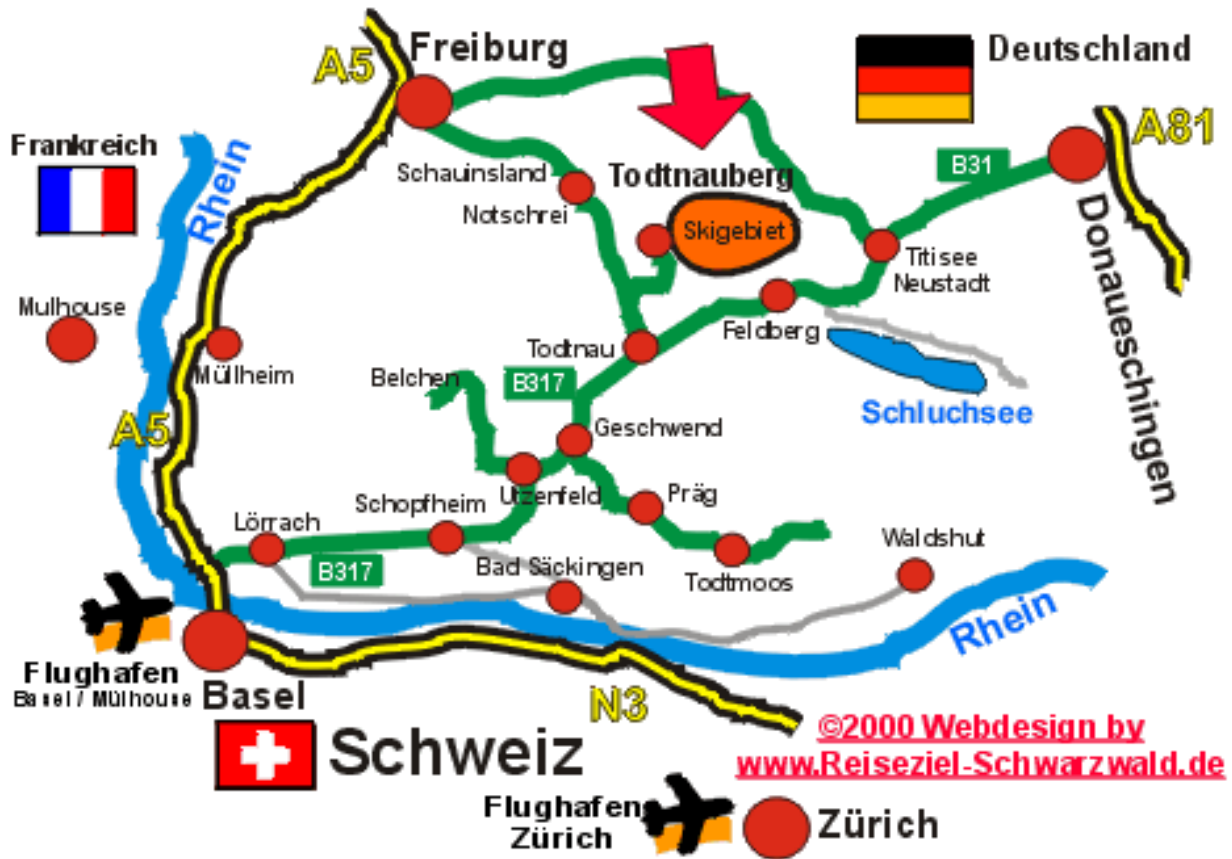 Freiburg
A5
Deutschland
A81
Frankreich
Rhein
B31
Schauinsland
Notschrei
Todtnauberg
Skigebiet
Titisee
Neustadt
Donaueschingen
Mulhouse
Müllheim
Todtnau
Feldberg
Belchen
B317
Schluchsee
A5
Geschwend
Utzenfeld
Präg
Schopfheim
Lörrach
B317
Bad Säckingen
Todtmoos
Waldshut
Rhein
Flughafen
Basel / Mülhouse
Basel
N3
Schweiz
©2000 Webdesign by
www.Reiseziel-Schwarzwald.de
Flughafen
Zürich
Zürich